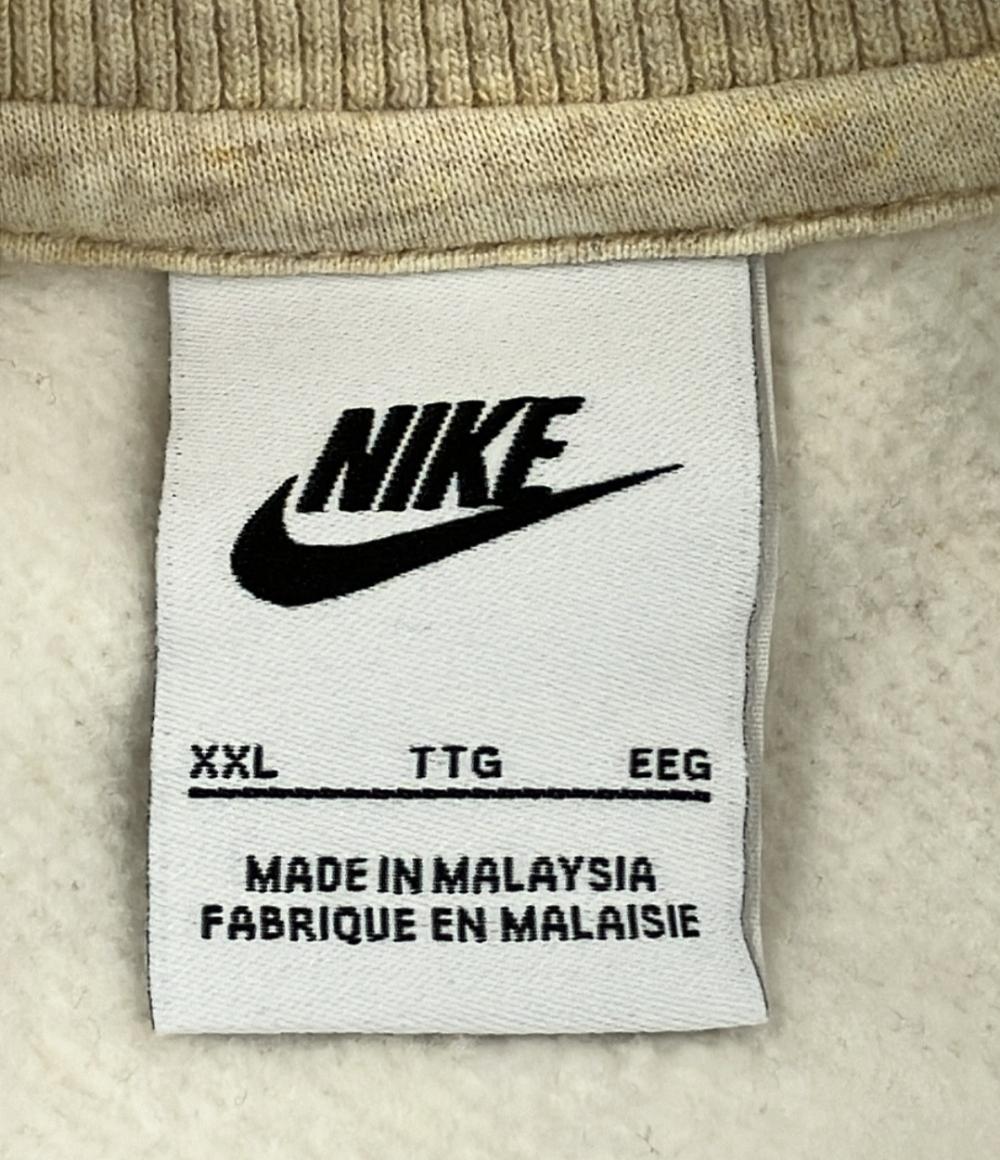 NIKE
XXL TTG EEG
MADE IN MALAYSIA
FABRIQUE EN MALAISIE